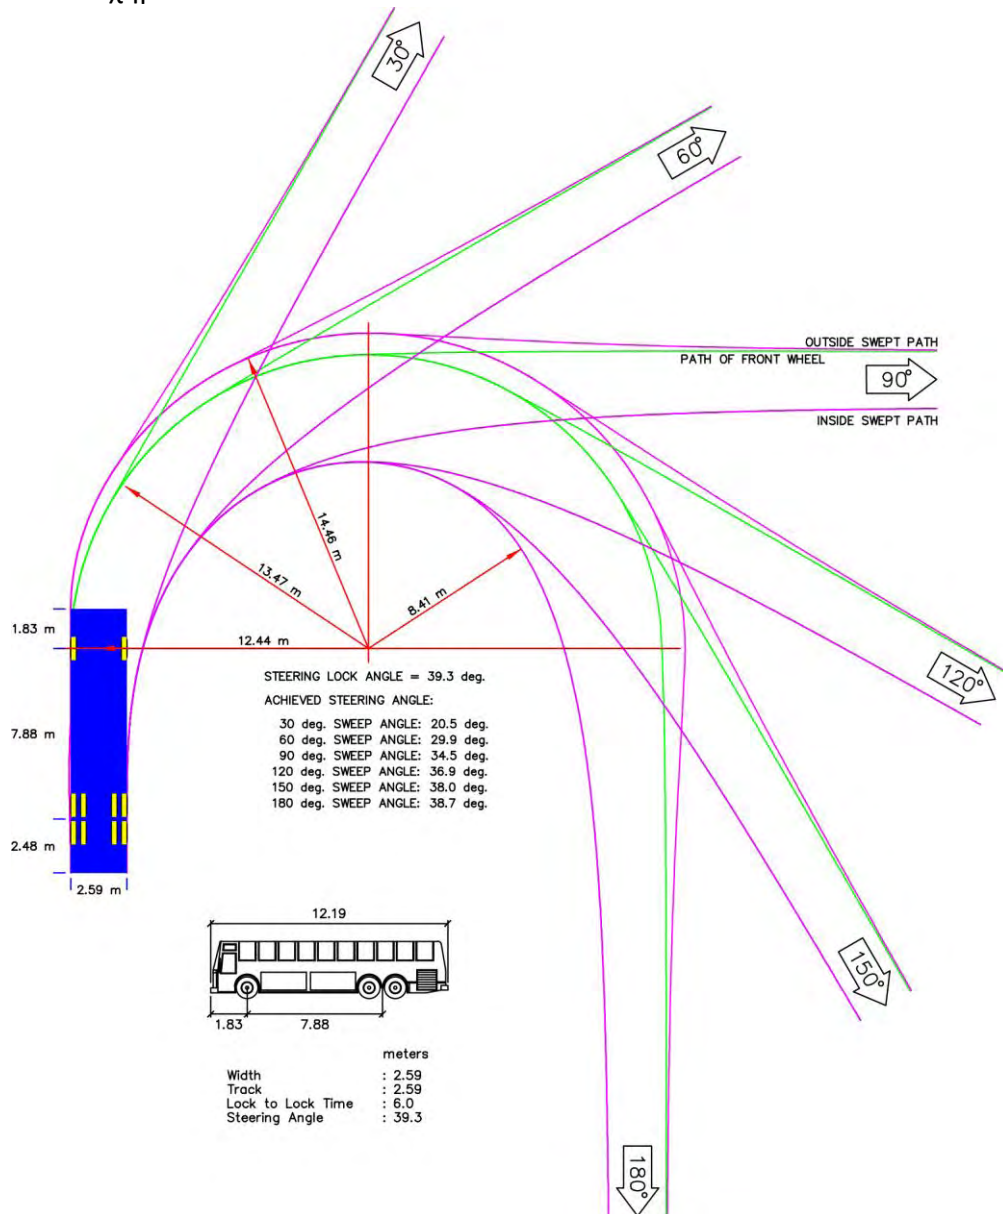 30°
60°
OUTSIDE SWEPT PATH
PATH OF FRONT WHEEL
90°
INSIDE SWEPT PATH
14.46 m
13.47 m
8.41 m
1.83 m
12.44 m
STEERING LOCK ANGLE = 39.3 deg.
120°
ACHIEVED STEERING ANGLE:
30 deg. SWEEP ANGLE: 20.5 deg.
60 deg. SWEEP ANGLE: 29.9 deg.
90 deg. SWEEP ANGLE: 34.5 deg.
120 deg. SWEEP ANGLE: 36.9 deg.
150 deg. SWEEP ANGLE: 38.0 deg.
180 deg. SWEEP ANGLE: 38.7 deg.
7.88 m
2.48 m
2.59 m
12.19
150°
1.83
7.88
meters
Width : 2.59
Track : 2.59
Lock to Lock Time : 6.0
Steering Angle : 39.3
180°